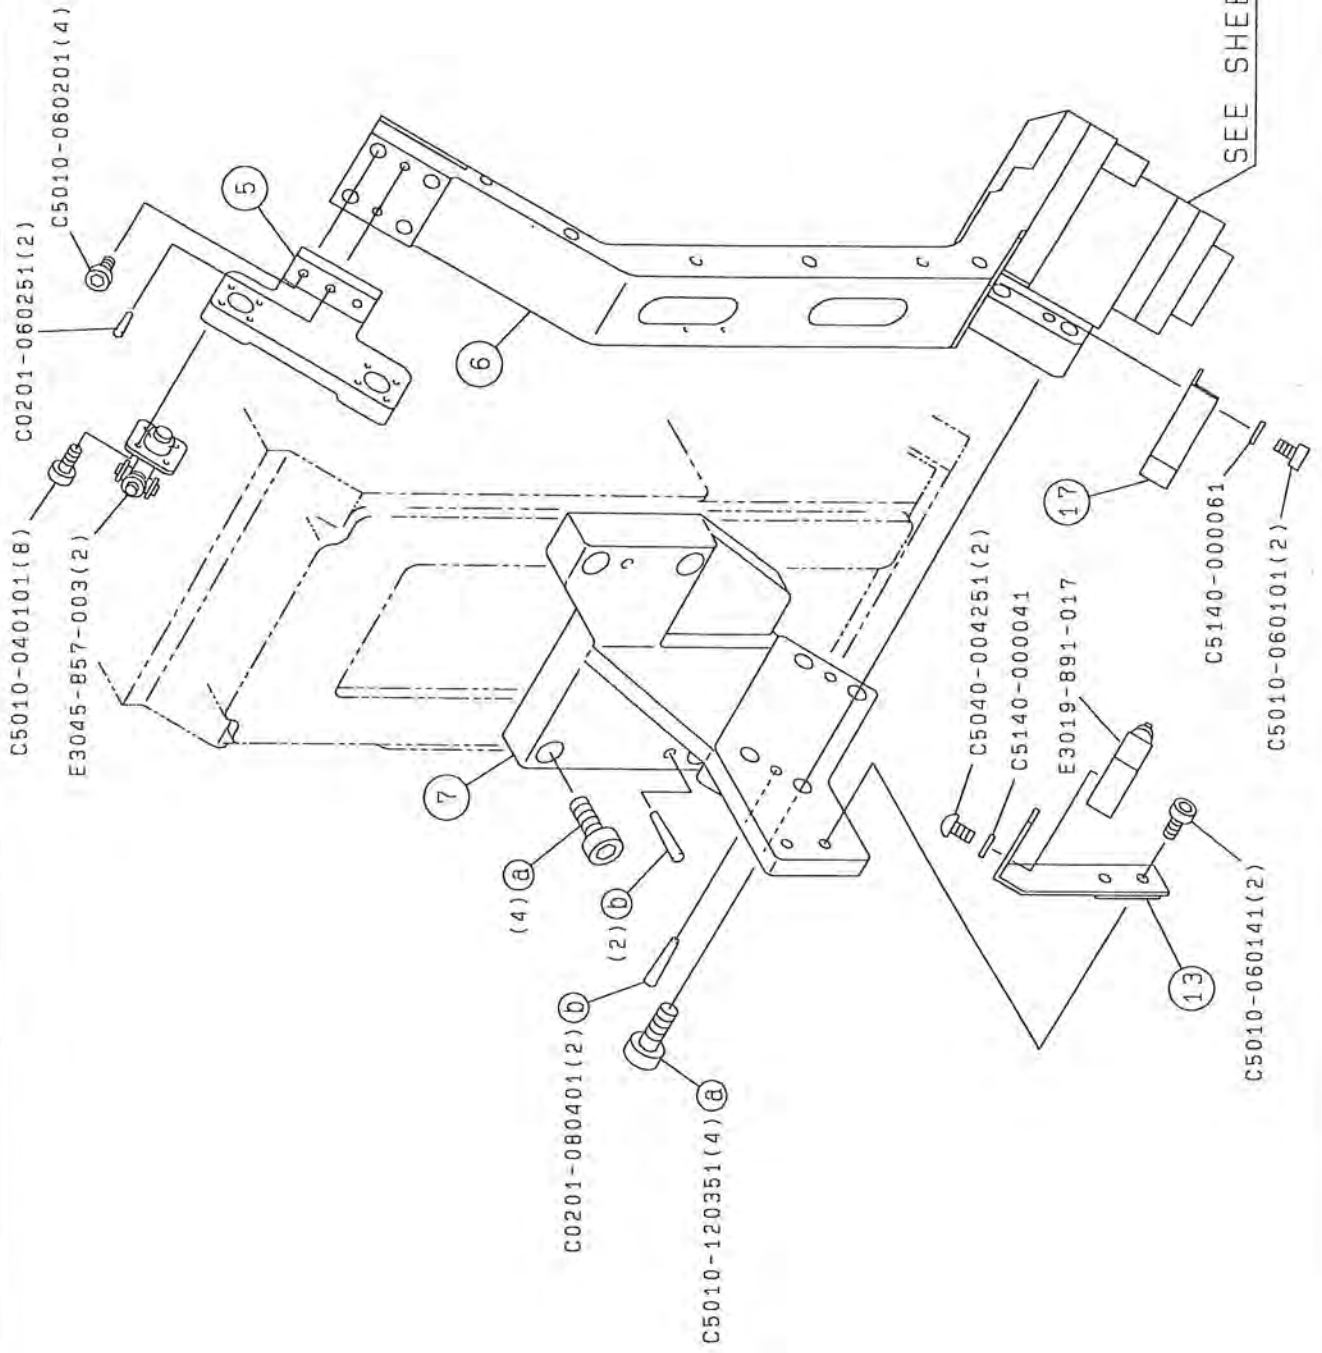 C5010-040101(8)
E3045-857-003(2)
C0201-060251(2)
C5010-060201(4)
5
6
7
(4) a
(2) b
C0201-080401(2) b
C5010-120351(4) a
C5040-004251(2)
C5140-000041
E3019-891-017
13
C5010-060141(2)
17
C5140-000061
C5010-060101(2)
SEE